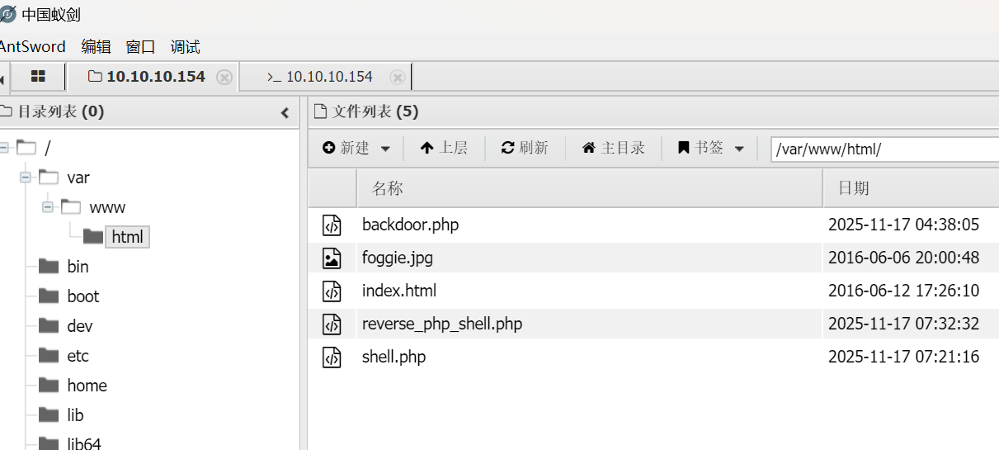 中国蚁剑
AntSword 编辑 窗口 调试
10.10.10.154 >_ 10.10.10.154
目录列表 (0)
文件列表 (5)
新建 上层 刷新 主目录 书签 /var/www/html/
名称 日期
/
var
www
html
bin
boot
dev
etc
home
lib
lib64
backdoor.php 2025-11-17 04:38:05
foggie.jpg 2016-06-06 20:00:48
index.html 2016-06-12 17:26:10
reverse_php_shell.php 2025-11-17 07:32:32
shell.php 2025-11-17 07:21:16